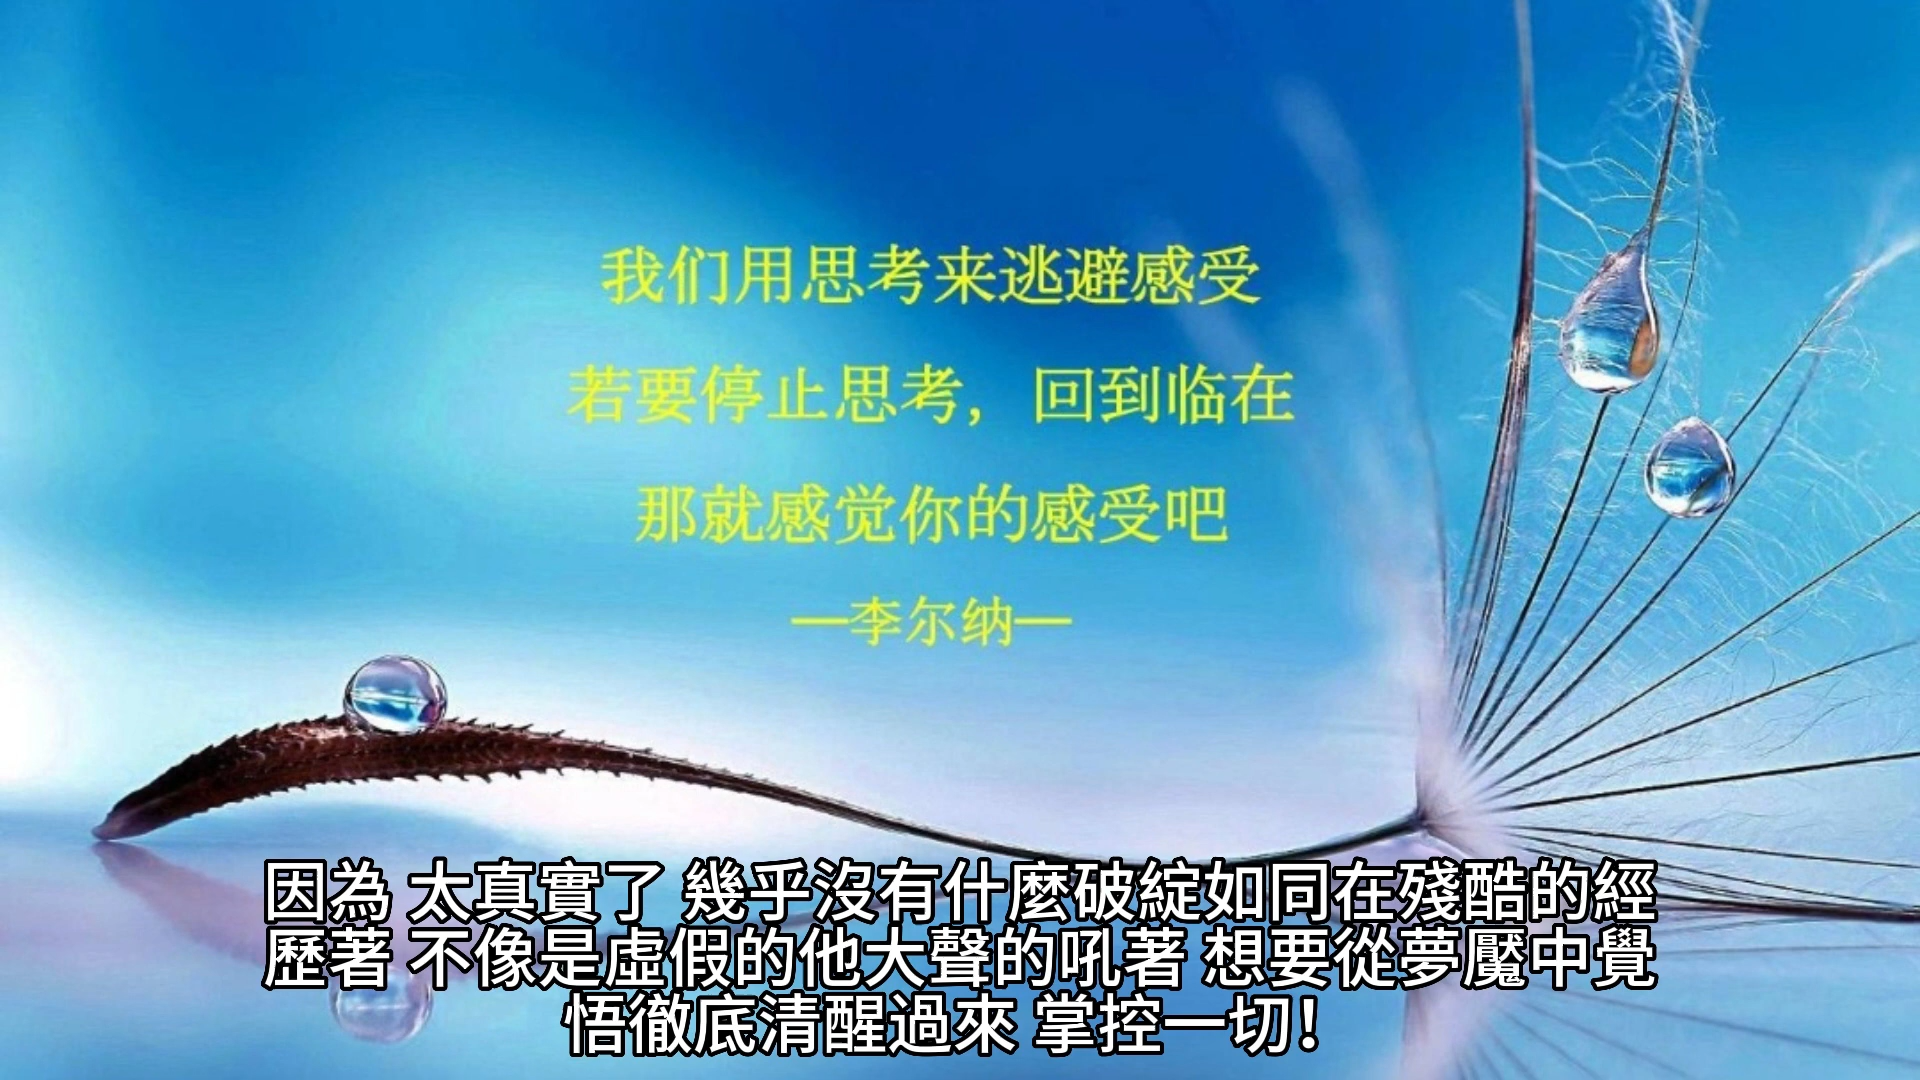 我们用思考来逃避感受
若要停止思考，回到临在
那就感觉你的感受吧
—李尔纳—
因為 太真實了 幾乎沒有什麼破綻如同在殘酷的經
歷著 不像是虛假的他大聲的吼著 想要從夢魘中覺
悟徹底清醒過來 掌控一切！